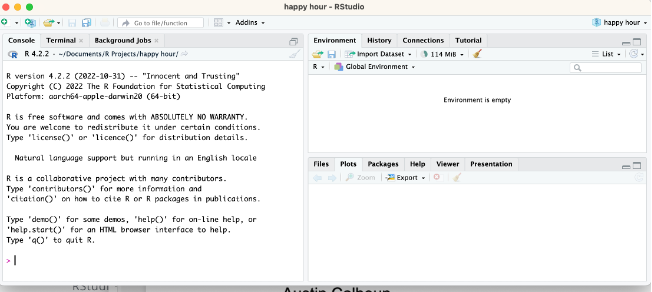 happy hour - RStudio
Go to file/function
Addins
happy hour
Console Terminal Background Jobs
R 4.2.2 · ~/Documents/R Projects/happy hour/
R version 4.2.2 (2022-10-31) -- "Innocent and Trusting"
Copyright (C) 2022 The R Foundation for Statistical Computing
Platform: aarch64-apple-darwin20 (64-bit)
R is free software and comes with ABSOLUTELY NO WARRANTY.
You are welcome to redistribute it under certain conditions.
Type 'license()' or 'licence()' for distribution details.
Natural language support but running in an English locale
R is a collaborative project with many contributors.
Type 'contributors()' for more information and
'citation()' on how to cite R or R packages in publications.
Type 'demo()' for some demos, 'help()' for on-line help, or
'help.start()' for an HTML browser interface to help.
Type 'q()' to quit R.
>
Environment History Connections Tutorial
Import Dataset 114 MiB List
R Global Environment
Environment is empty
Files Plots Packages Help Viewer Presentation
Zoom Export
RStudi
Austin Calhoun